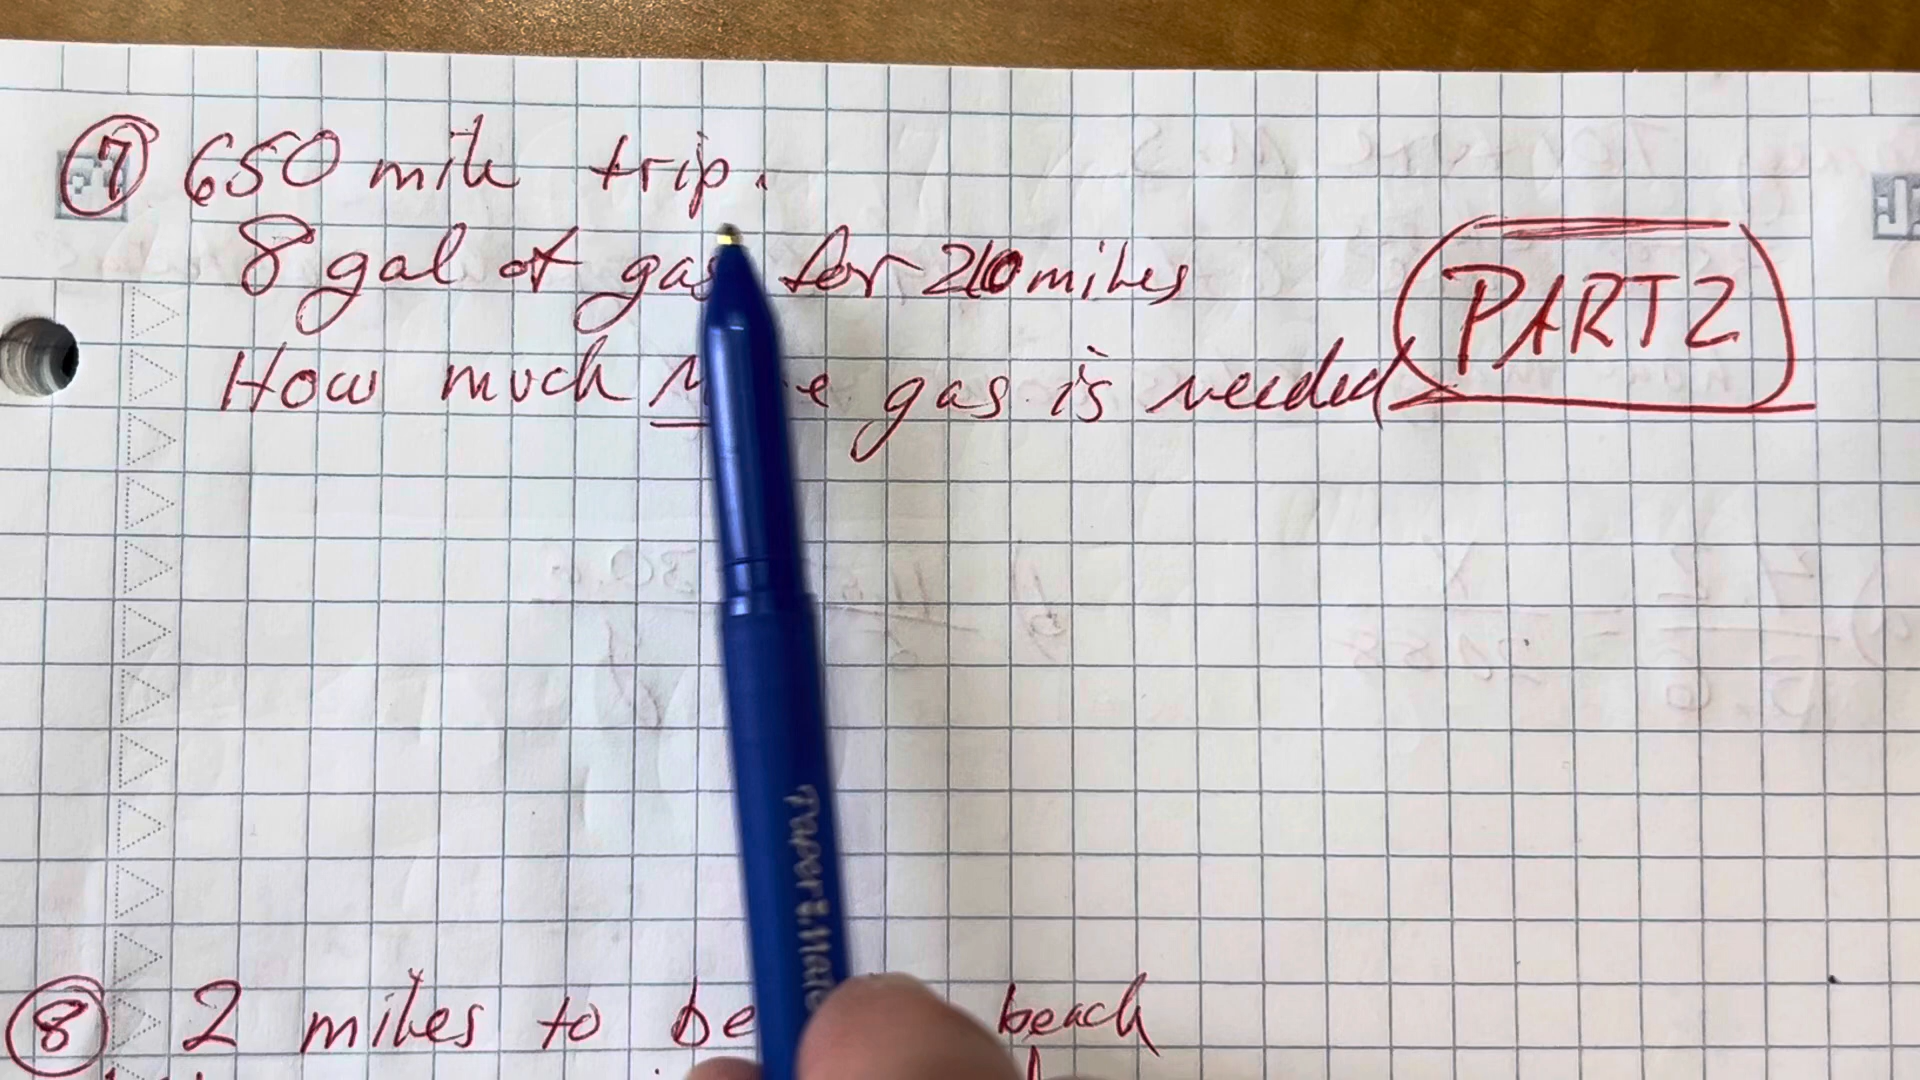 7 650 mile trip.
8 gal of gas for 210 miles
How much gas is needed
PART 2
8 2 miles to beach
Paper